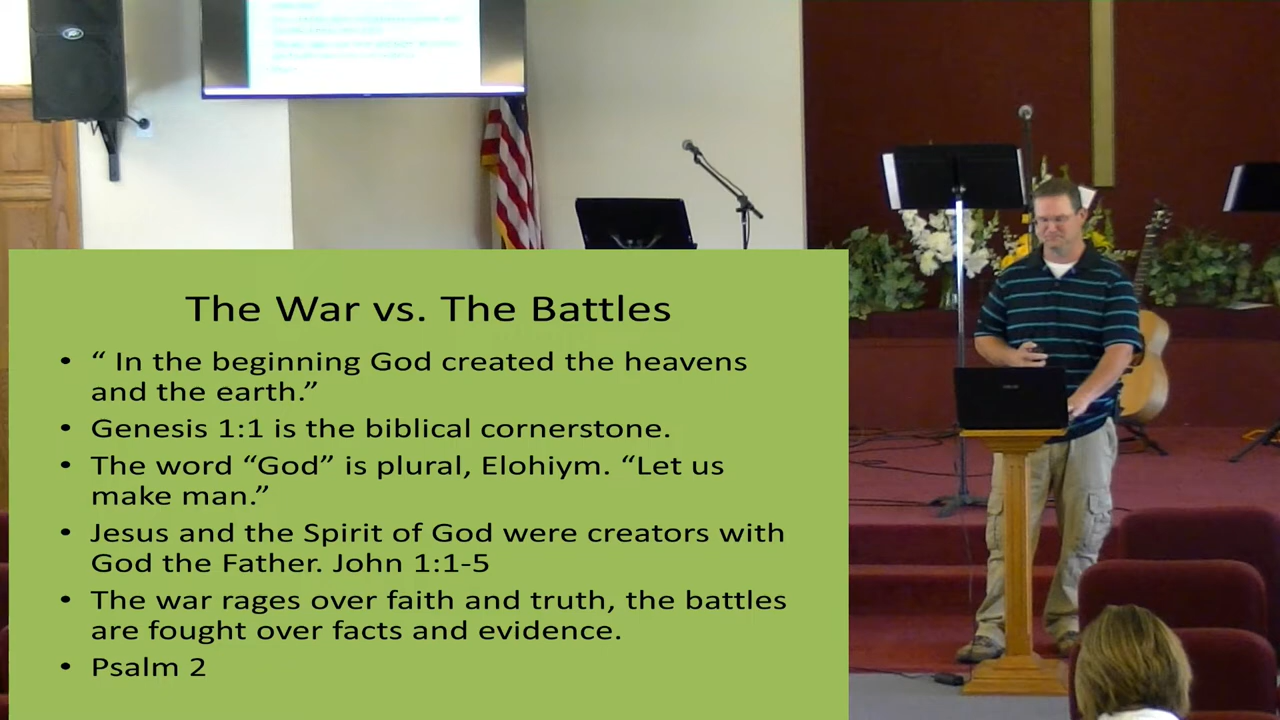 The War vs. The Battles
• “ In the beginning God created the heavens
and the earth.”
• Genesis 1:1 is the biblical cornerstone.
• The word “God” is plural, Elohiym. “Let us
make man.”
• Jesus and the Spirit of God were creators with
God the Father. John 1:1-5
• The war rages over faith and truth, the battles
are fought over facts and evidence.
• Psalm 2